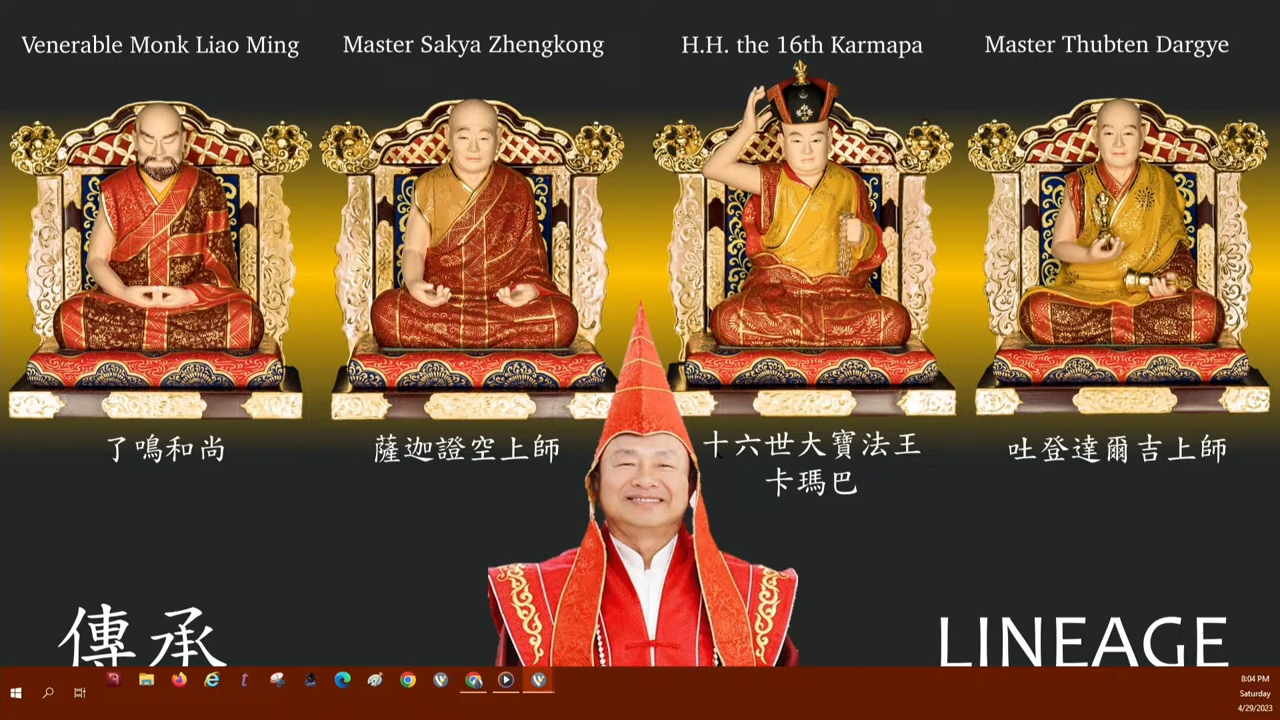 Venerable Monk Liao Ming
Master Sakya Zhengkong
H.H. the 16th Karmapa
Master Thubten Dargye
了鳴和尚
薩迦證空上師
十六世大寶法王
卡瑪巴
吐登達爾吉上師
傳承
LINEAGE
8:04 PM
Saturday
4/29/2023